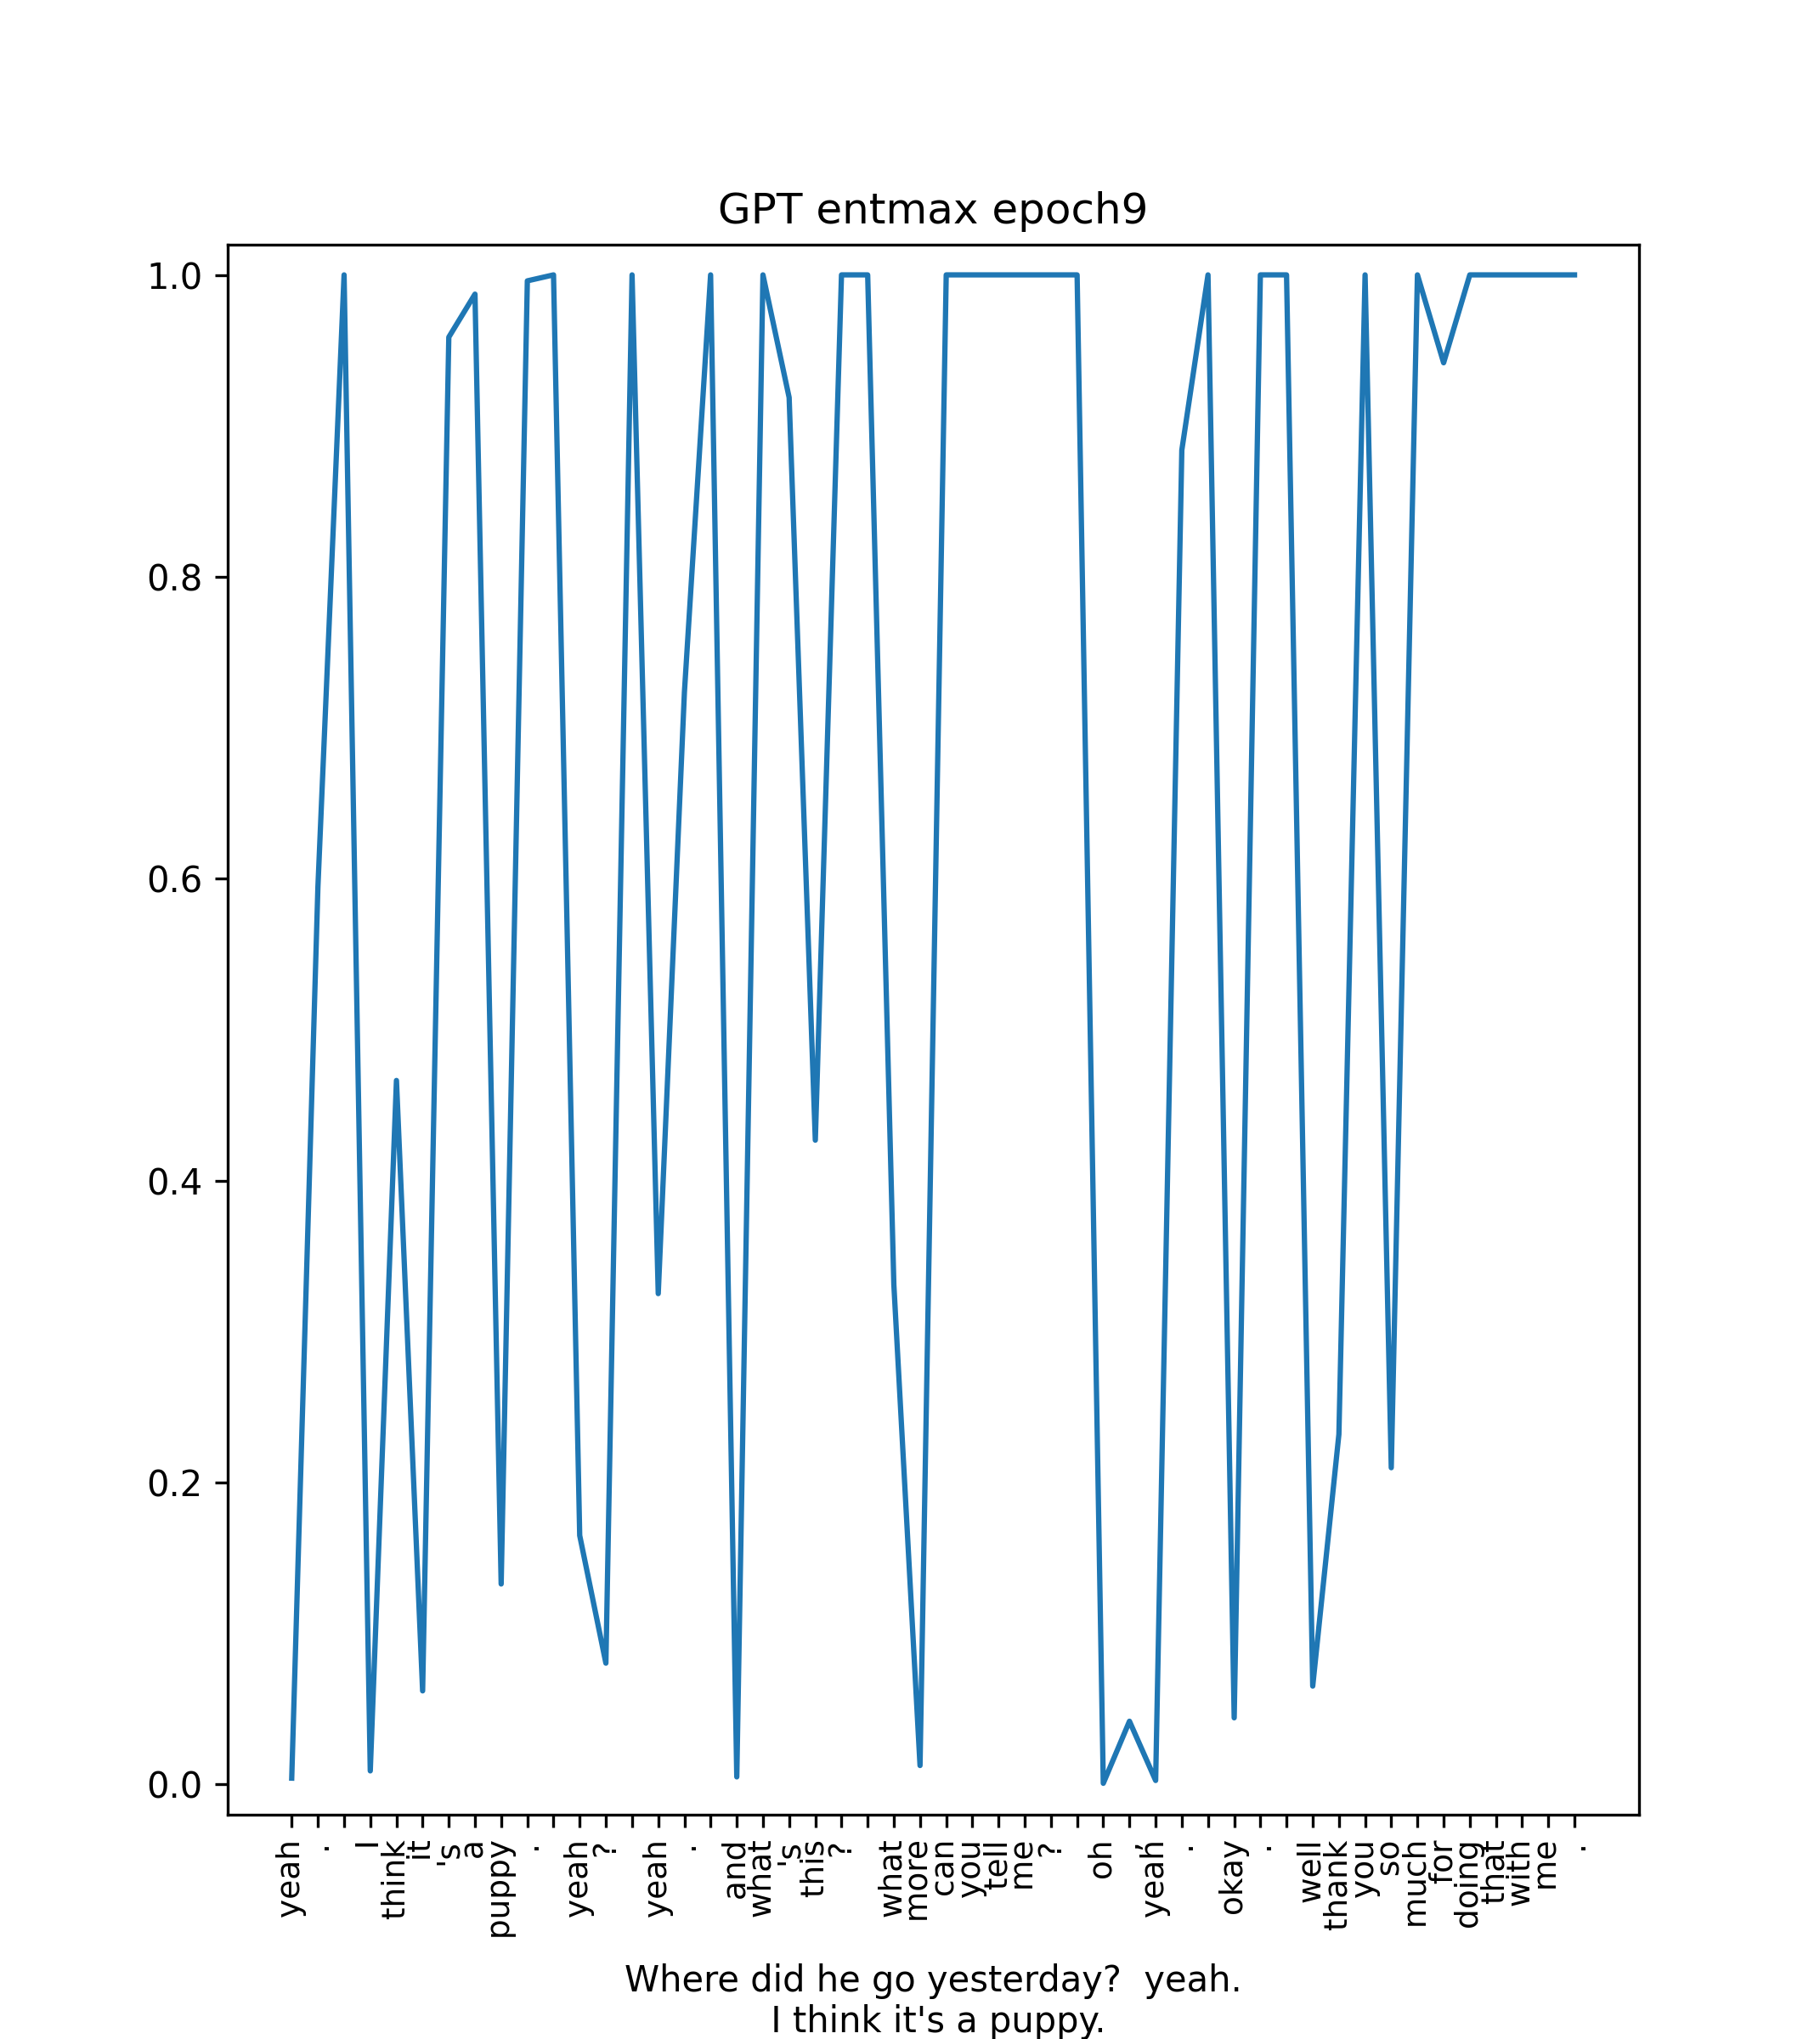 GPT entmax epoch9
1.0
0.8
0.6
0.4
0.2
0.0
yeah . I think it 's a puppy . yeah ? yeah . and what 's this ? what more can you tell me ? oh , yeah . okay . well thank you so much for doing that with me .
Where did he go yesterday?  yeah.
I think it's a puppy.